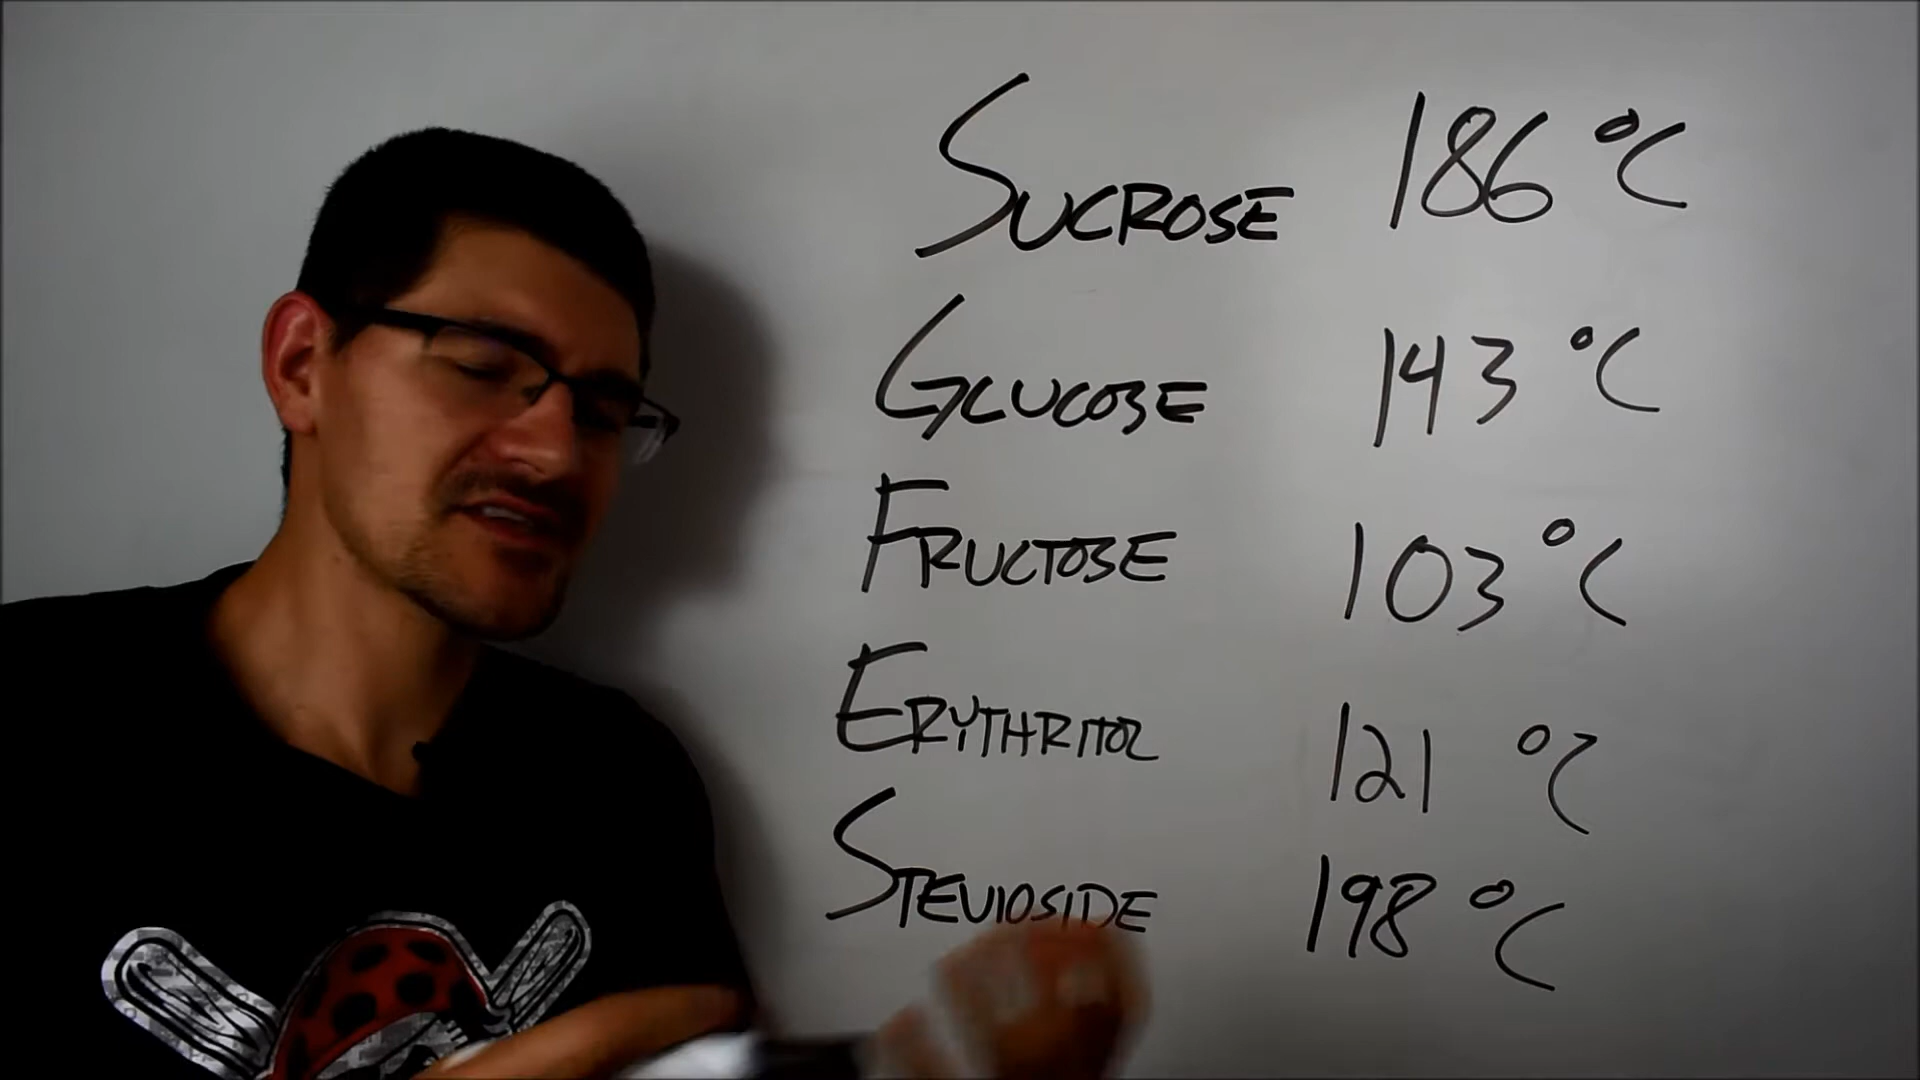 SUCROSE 186 °C
GLUCOSE 143 °C
FRUCTOSE 103 °C
ERYTHRITOL 121 °C
STEVIOSIDE 198 °C